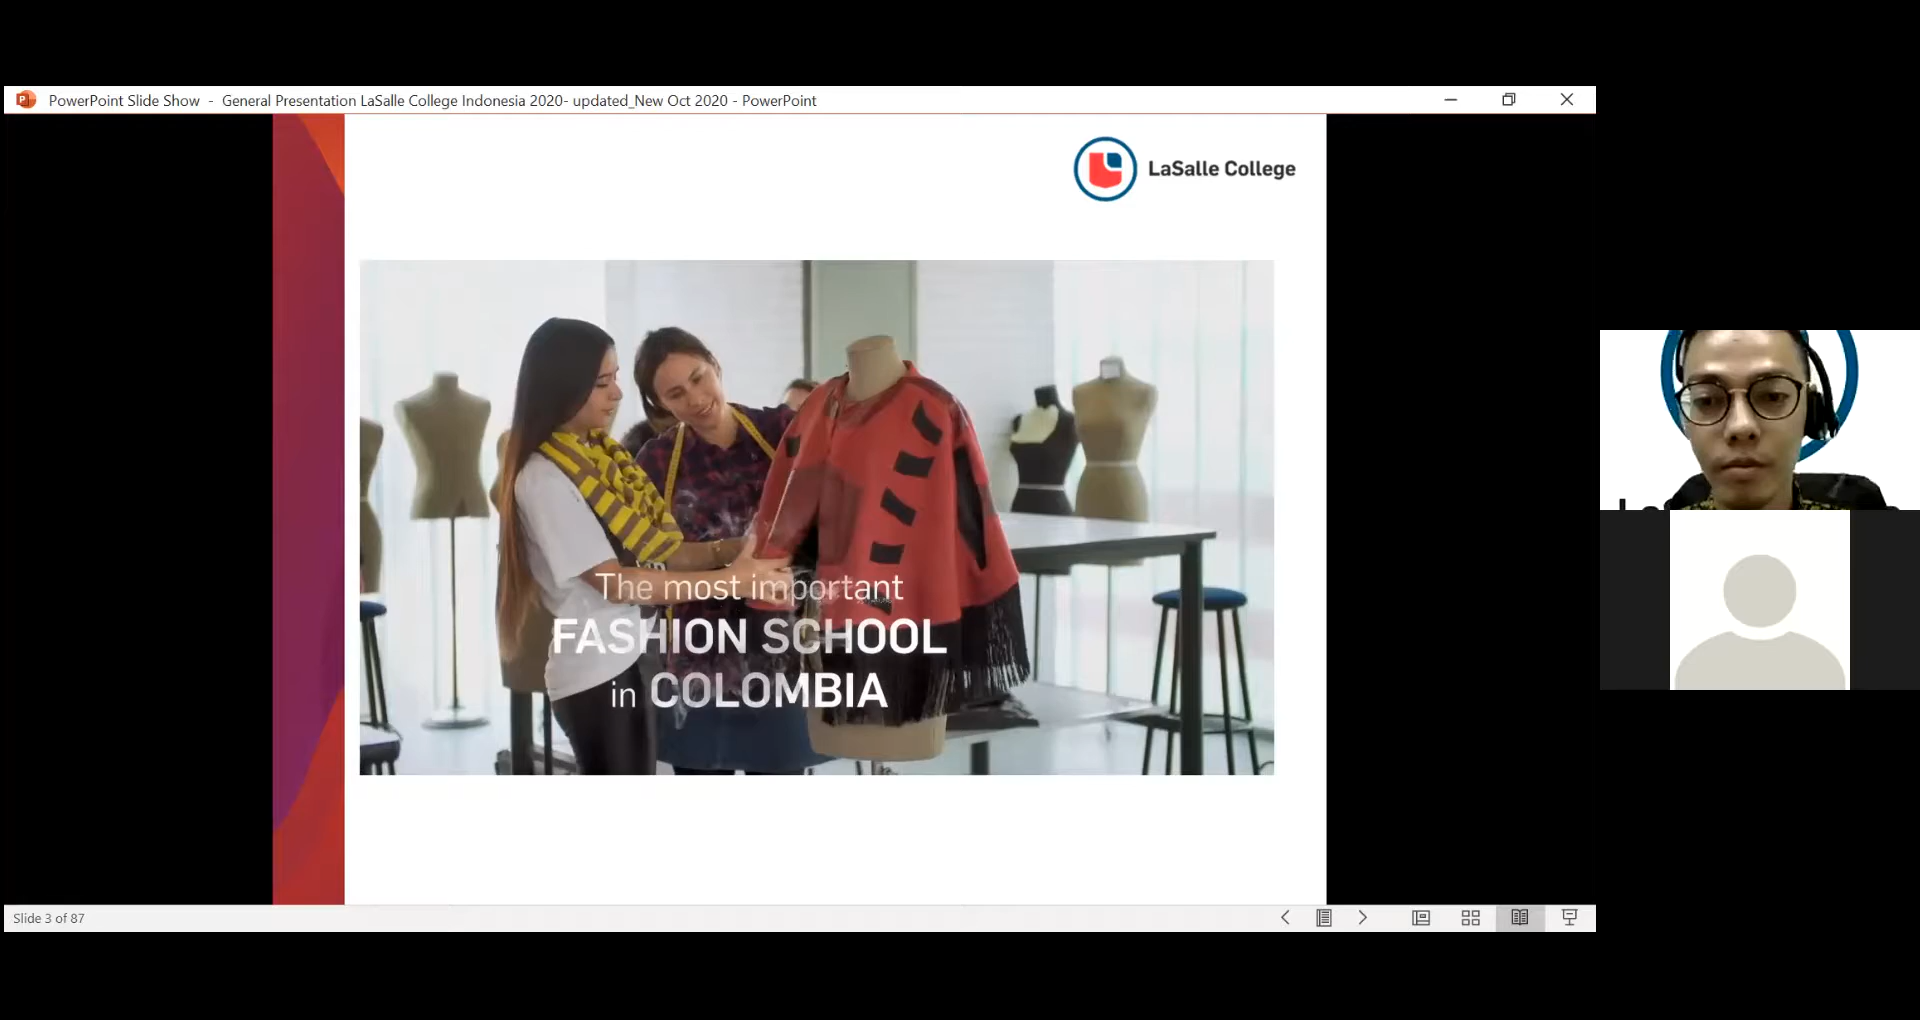 PowerPoint Slide Show - General Presentation LaSalle College Indonesia 2020- updated_New Oct 2020 - PowerPoint
LaSalle College
The most important
FASHION SCHOOL
in COLOMBIA
Slide 3 of 87